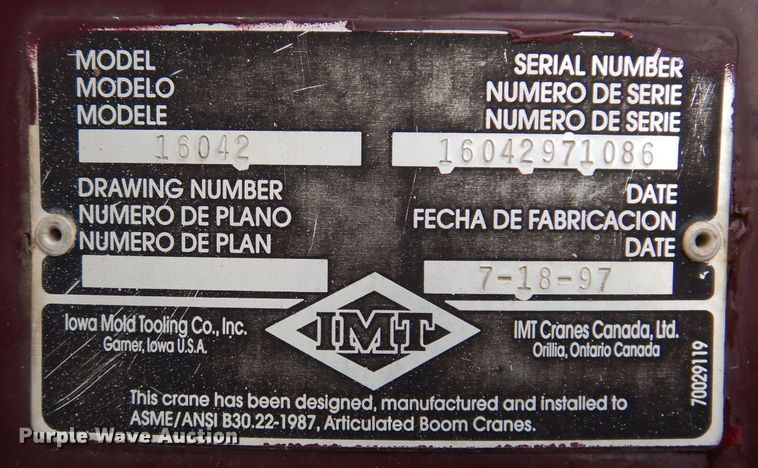 MODEL
MODELO
MODELE
16042
SERIAL NUMBER
NUMERO DE SERIE
NUMERO DE SERIE
16042971086
DRAWING NUMBER
NUMERO DE PLANO
NUMERO DE PLAN
DATE
FECHA DE FABRICACION
DATE
7-18-97
Iowa Mold Tooling Co., Inc.
Garner, Iowa U.S.A.
IMT
IMT Cranes Canada, Ltd.
Orillia, Ontario Canada
70029119
This crane has been designed, manufactured and installed to
ASME/ANSI B30.22-1987, Articulated Boom Cranes.
Purple Wave Auction